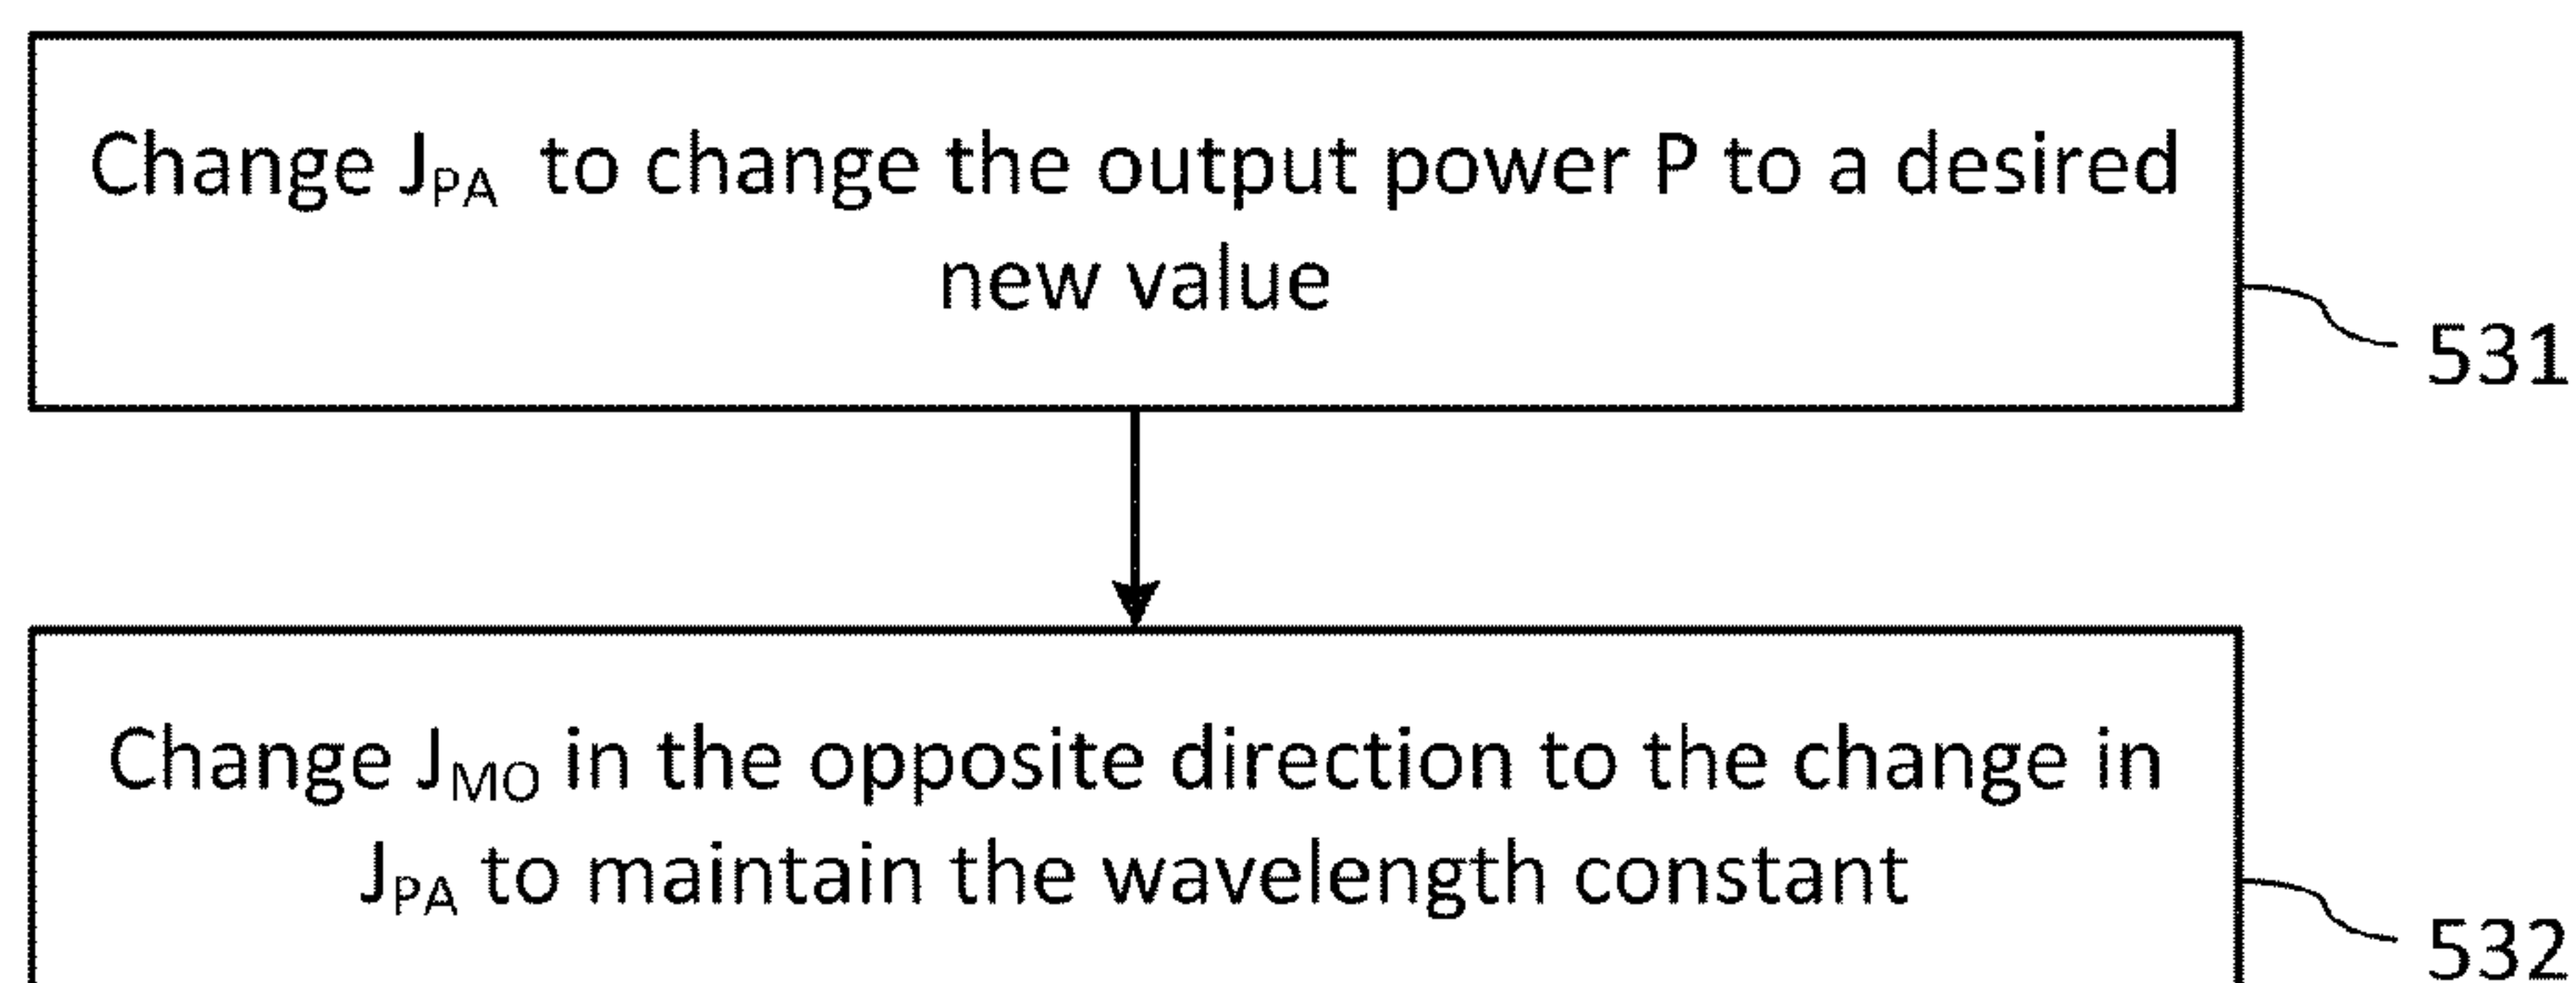 Change J_PA to change the output power P to a desired
new value
531
Change J_MO in the opposite direction to the change in
J_PA to maintain the wavelength constant
532